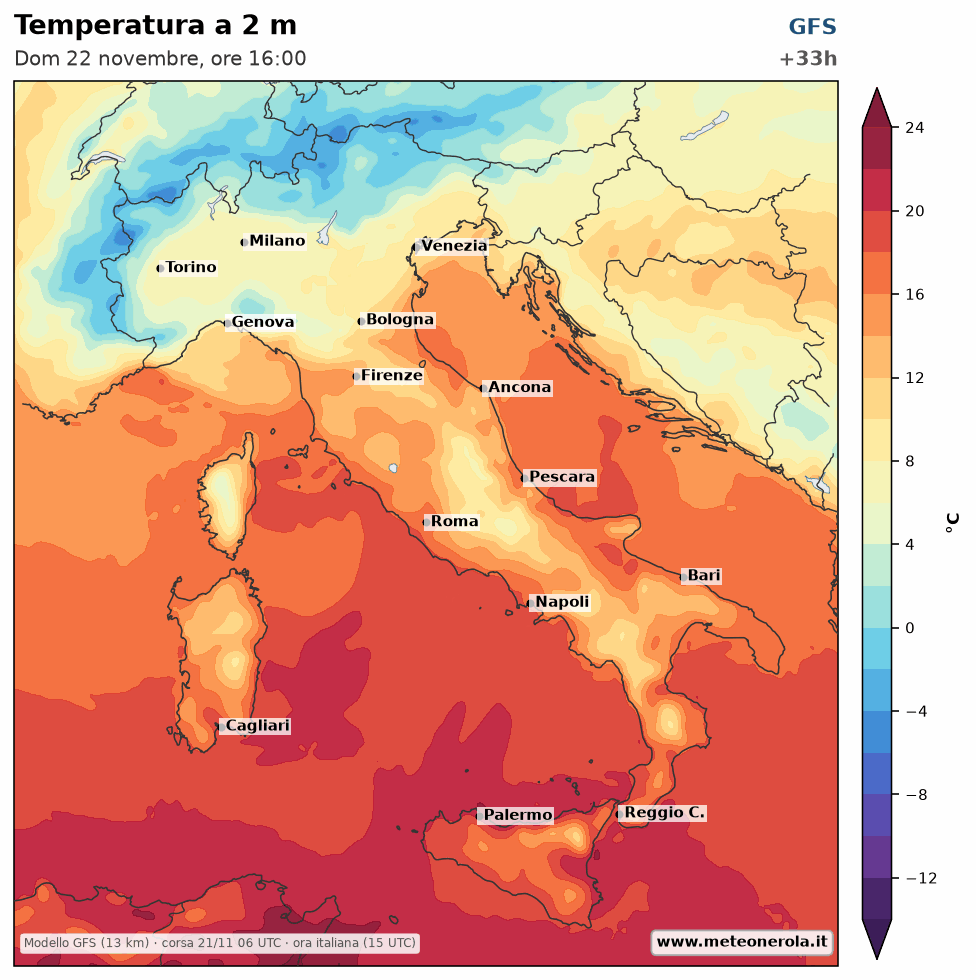 Temperatura a 2 m
GFS
Dom 22 novembre, ore 16:00
+33h
Milano
Venezia
Torino
Genova
Bologna
Firenze
Ancona
Pescara
Roma
Bari
Napoli
Cagliari
Palermo
Reggio C.
24
20
16
12
8
4
0
−4
−8
−12
°C
Modello GFS (13 km) · corsa 21/11 06 UTC · ora italiana (15 UTC)
www.meteonerola.it